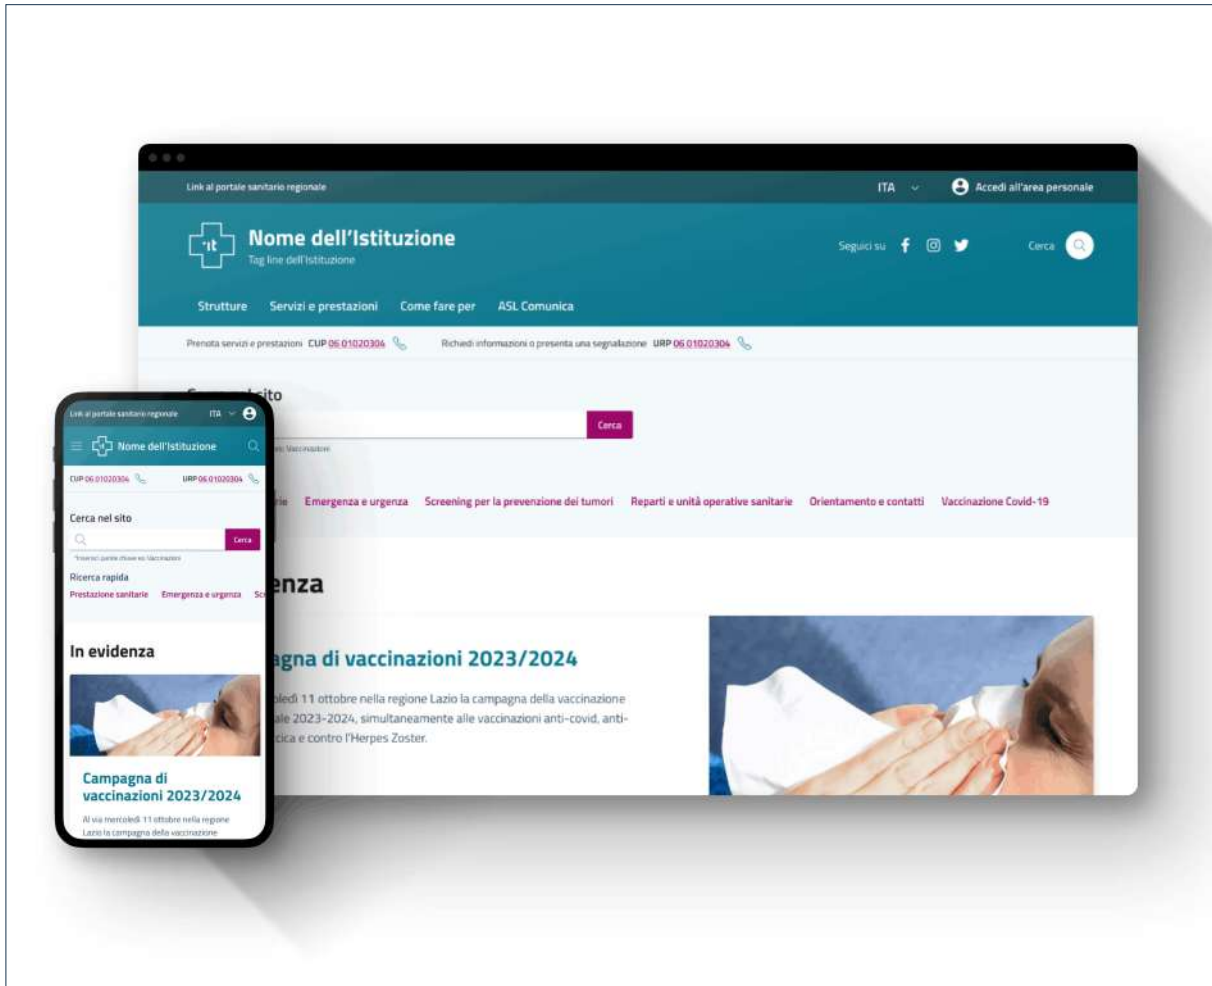 Link al portale sanitario regionale
ITA
Accedi all'area personale
·it
Nome dell'Istituzione
Tag line dell'Istituzione
Seguici su
Cerca
Strutture Servizi e prestazioni Come fare per ASL Comunica
Prenota servizi e prestazioni CUP 06 01020304
Richiedi informazioni o presenta una segnalazione URP 06 01020304
sito
Cerca
Vaccinazioni
Emergenza e urgenza Screening per la prevenzione dei tumori Reparti e unità operative sanitarie Orientamento e contatti Vaccinazione Covid-19
enza
agna di vaccinazioni 2023/2024
oledì 11 ottobre nella regione Lazio la campagna della vaccinazione
ale 2023-2024, simultaneamente alle vaccinazioni anti-covid, anti-
cica e contro l'Herpes Zoster.
Link al portale sanitario regionale
ITA
Nome dell'Istituzione
CUP 06 01020304
URP 06 01020304
Cerca nel sito
Cerca
Ricerca rapida
Prestazione sanitarie Emergenza e urgenza
In evidenza
Campagna di
vaccinazioni 2023/2024
Al via mercoledì 11 ottobre nella regione
Lazio la campagna della vaccinazione